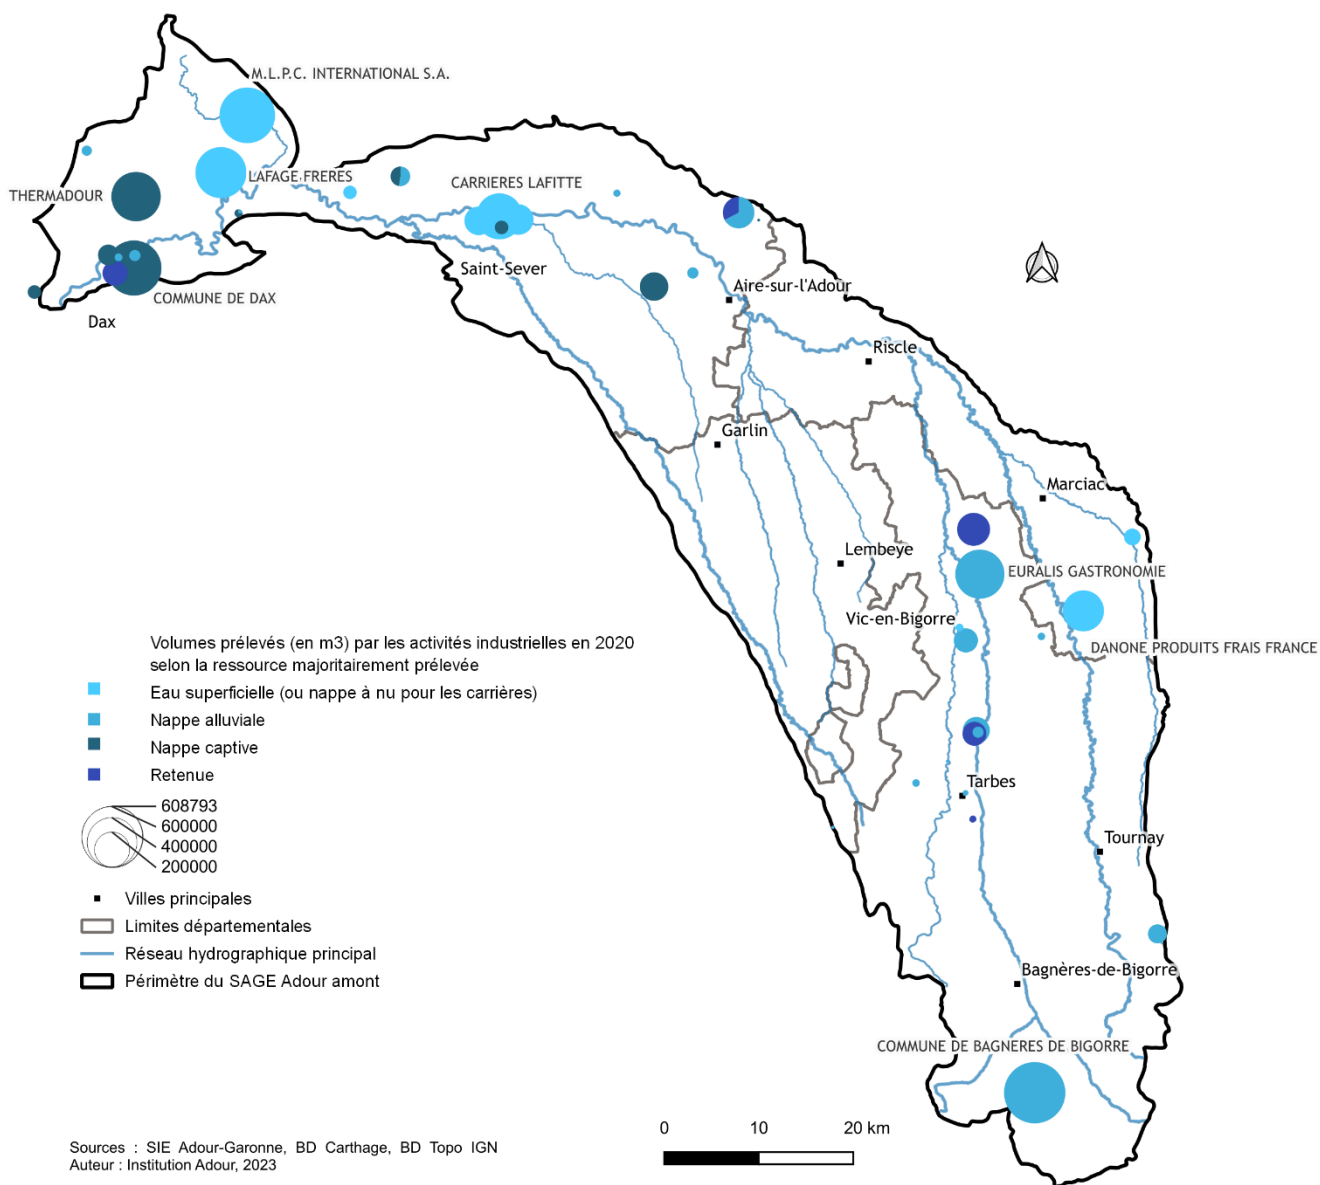 M.L.P.C. INTERNATIONAL S.A.
LAFAGE FRERES
THERMADOUR
CARRIERES LAFITTE
Saint-Sever
COMMUNE DE DAX
Dax
Aire-sur-l'Adour
Riscle
Garlin
Marciac
Lembeye
EURALIS GASTRONOMIE
Vic-en-Bigorre
DANONE PRODUITS FRAIS FRANCE
Tarbes
Tournay
Bagnères-de-Bigorre
COMMUNE DE BAGNERES DE BIGORRE
Volumes prélevés (en m3) par les activités industrielles en 2020
selon la ressource majoritairement prélevée
Eau superficielle (ou nappe à nu pour les carrières)
Nappe alluviale
Nappe captive
Retenue
608793
600000
400000
200000
Villes principales
Limites départementales
Réseau hydrographique principal
Périmètre du SAGE Adour amont
0 10 20 km
Sources : SIE Adour-Garonne, BD Carthage, BD Topo IGN
Auteur : Institution Adour, 2023